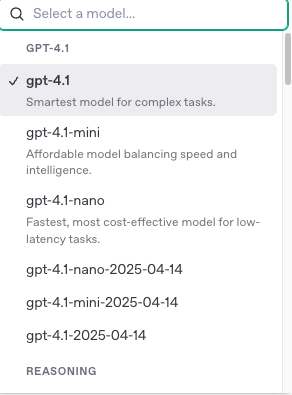 Select a model...
GPT-4.1
gpt-4.1
Smartest model for complex tasks.
gpt-4.1-mini
Affordable model balancing speed and
intelligence.
gpt-4.1-nano
Fastest, most cost-effective model for low-
latency tasks.
gpt-4.1-nano-2025-04-14
gpt-4.1-mini-2025-04-14
gpt-4.1-2025-04-14
REASONING